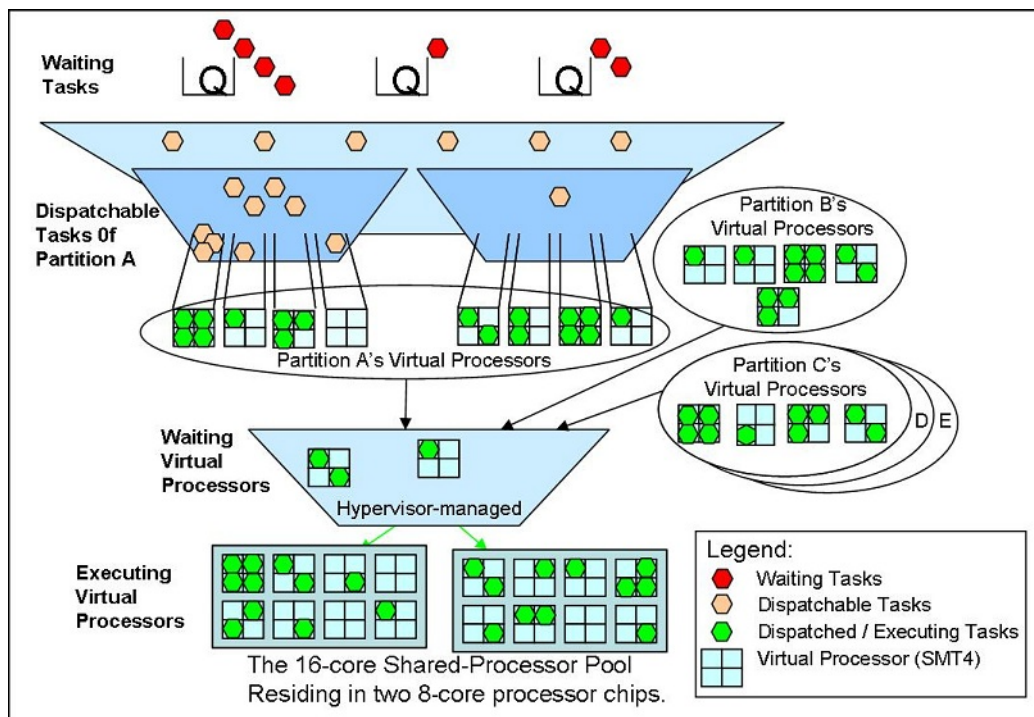 Waiting
Tasks
Q
Q
Q
Dispatchable
Tasks 0f
Partition A
Partition B's
Virtual Processors
Partition A's Virtual Processors
Partition C's
Virtual Processors
D
E
Waiting
Virtual
Processors
Hypervisor-managed
Executing
Virtual
Processors
The 16-core Shared-Processor Pool
Residing in two 8-core processor chips.
Legend:
Waiting Tasks
Dispatchable Tasks
Dispatched / Executing Tasks
Virtual Processor (SMT4)